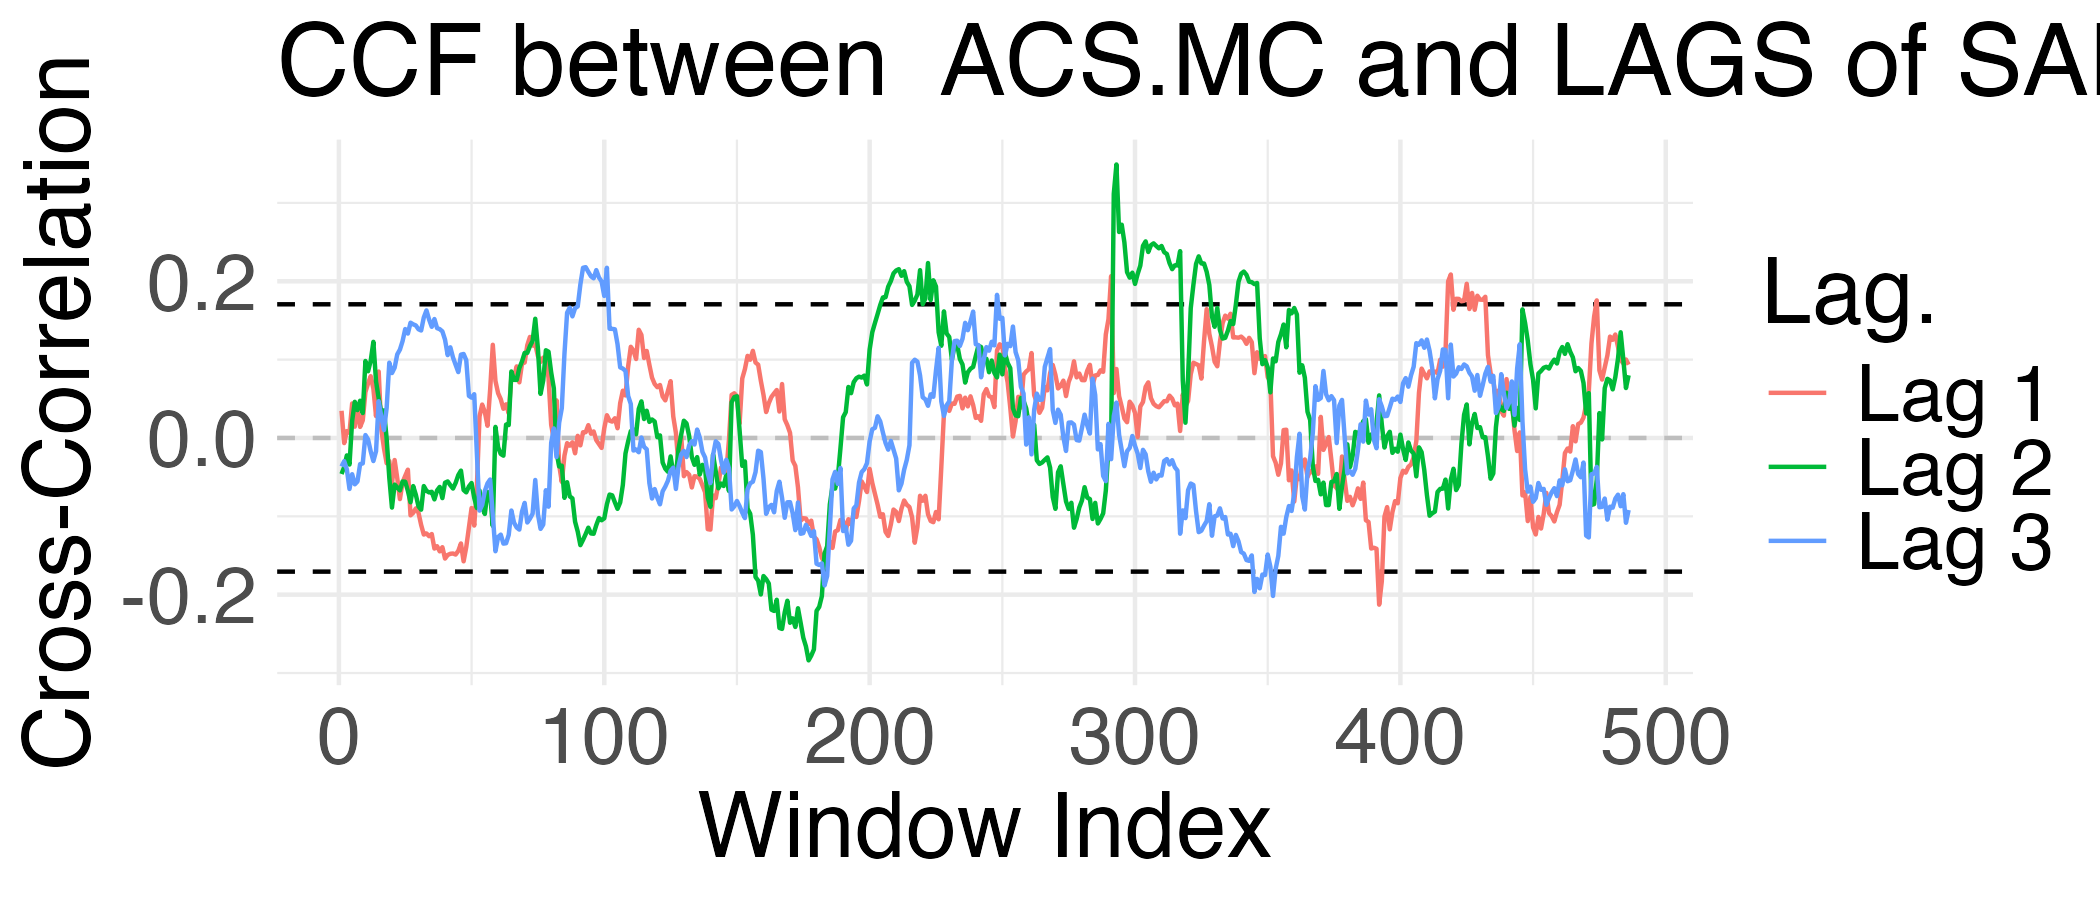 CCF between  ACS.MC and LAGS of
Cross-Correlation
0.2
0.0
-0.2
0
100
200
300
400
500
Window Index
Lag.
Lag 1
Lag 2
Lag 3